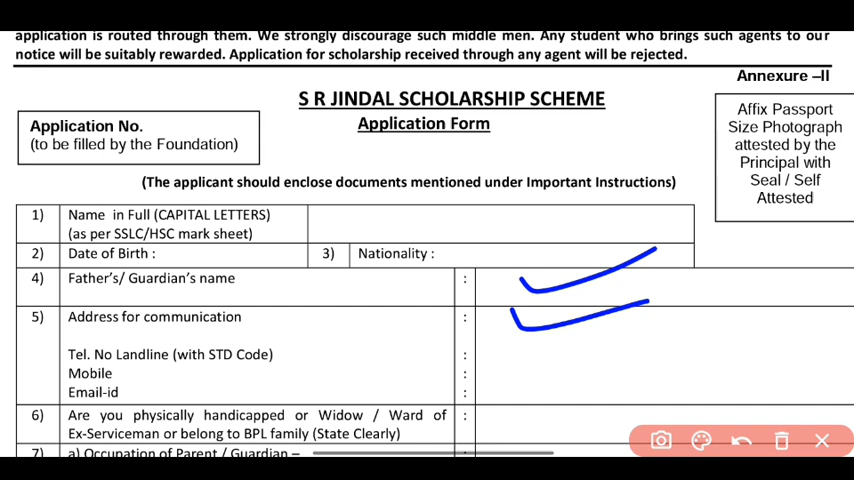 application is routed through them. We strongly discourage such middle men. Any student who brings such agents to our
notice will be suitably rewarded. Application for scholarship received through any agent will be rejected.
Annexure –II
S R JINDAL SCHOLARSHIP SCHEME
Application Form
Application No.
(to be filled by the Foundation)
Affix Passport
Size Photograph
attested by the
Principal with
Seal / Self
Attested
(The applicant should enclose documents mentioned under Important Instructions)
1) Name in Full (CAPITAL LETTERS)
(as per SSLC/HSC mark sheet)
2) Date of Birth : 3) Nationality :
4) Father's/ Guardian's name :
5) Address for communication :
Tel. No Landline (with STD Code) :
Mobile :
Email-id :
6) Are you physically handicapped or Widow / Ward of :
Ex-Serviceman or belong to BPL family (State Clearly)
7) a) Occupation of Parent / Guardian –